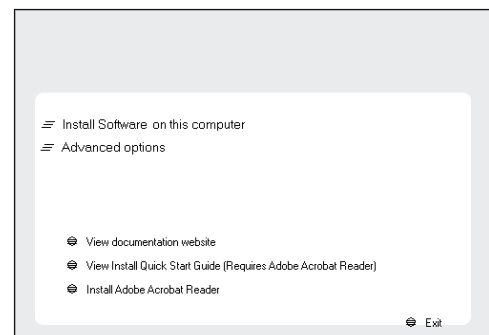 Install Software on this computer
Advanced options
View documentation website
View Install Quick Start Guide (Requires Adobe Acrobat Reader)
Install Adobe Acrobat Reader
Exit